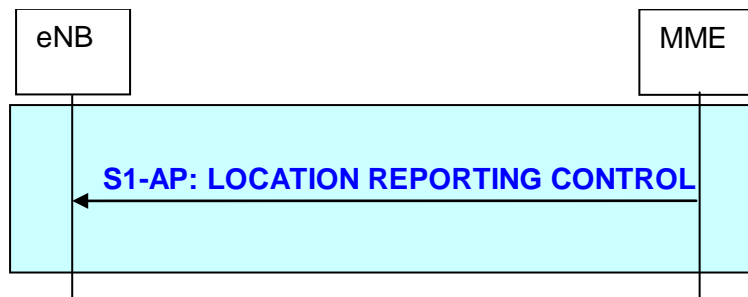 eNB
MME
S1-AP: LOCATION REPORTING CONTROL